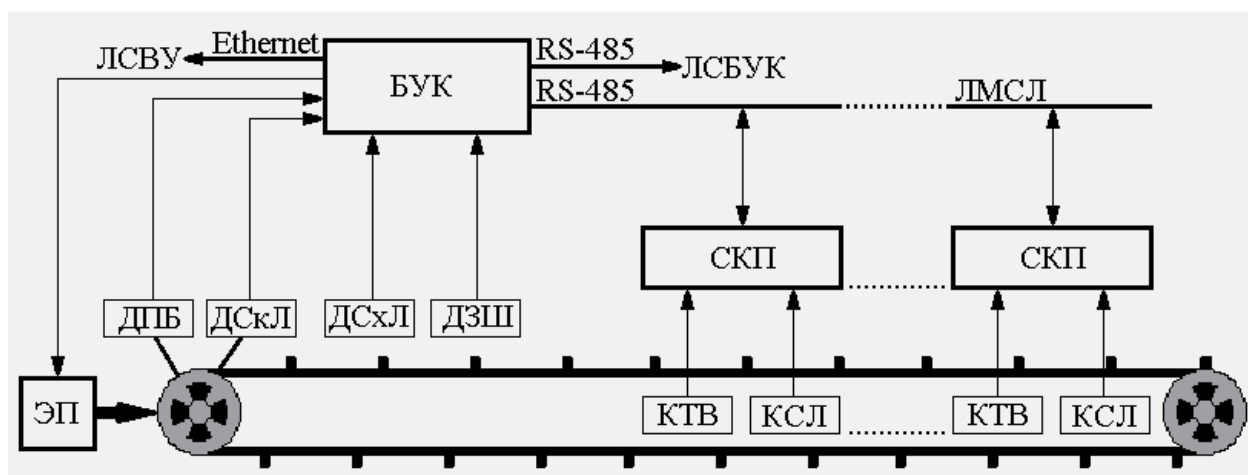 Ethernet RS-485
ЛСВУ ЛСБУК
БУК
RS-485 ЛМСЛ
СКП СКП
ДПБ ДСкЛ ДСхЛ ДЗШ
ЭП КТВ КСЛ КТВ КСЛ